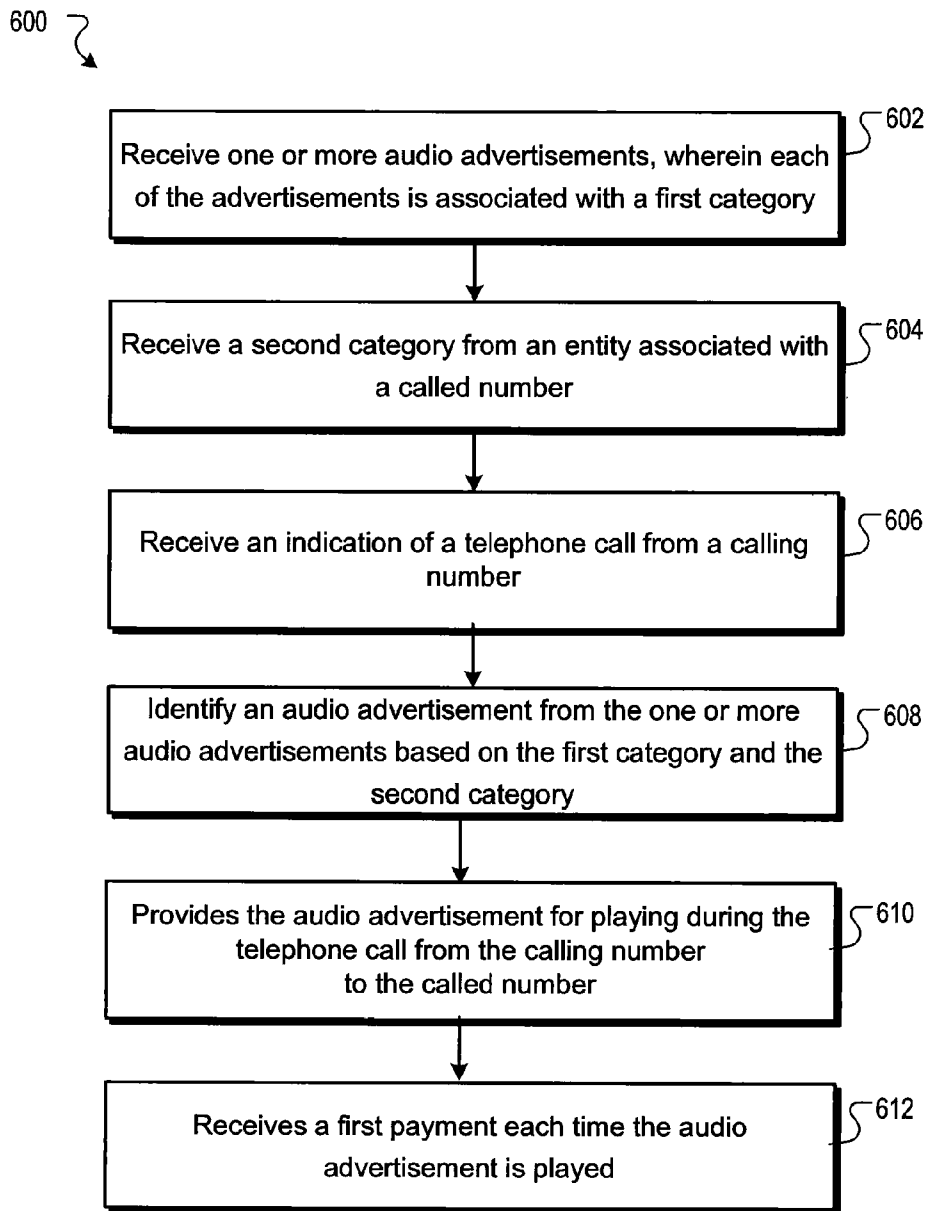 600
602
Receive one or more audio advertisements, wherein each
of the advertisements is associated with a first category
604
Receive a second category from an entity associated with
a called number
606
Receive an indication of a telephone call from a calling
number
608
Identify an audio advertisement from the one or more
audio advertisements based on the first category and the
second category
610
Provides the audio advertisement for playing during the
telephone call from the calling number
to the called number
612
Receives a first payment each time the audio
advertisement is played